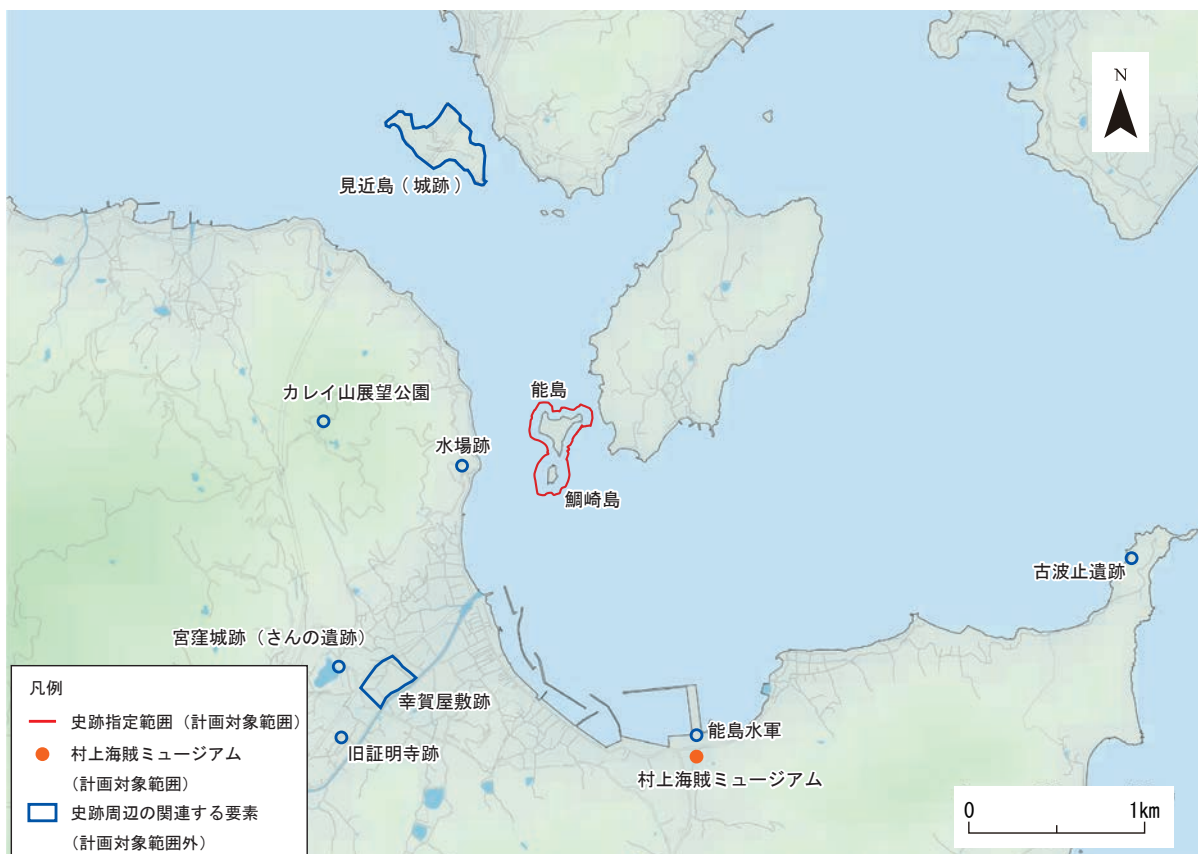 N
見近島（城跡）
能島
カレイ山展望公園
水場跡
鯛崎島
古波止遺跡
宮窪城跡（さんの遺跡）
幸賀屋敷跡
能島水軍
旧証明寺跡
村上海賊ミュージアム
凡例
史跡指定範囲（計画対象範囲）
村上海賊ミュージアム
（計画対象範囲）
史跡周辺の関連する要素
（計画対象範囲外）
0 1km